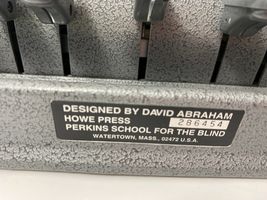 DESIGNED BY DAVID ABRAHAM
HOWE PRESS 286454
PERKINS SCHOOL FOR THE BLIND
WATERTOWN, MASS., 02472 U.S.A.